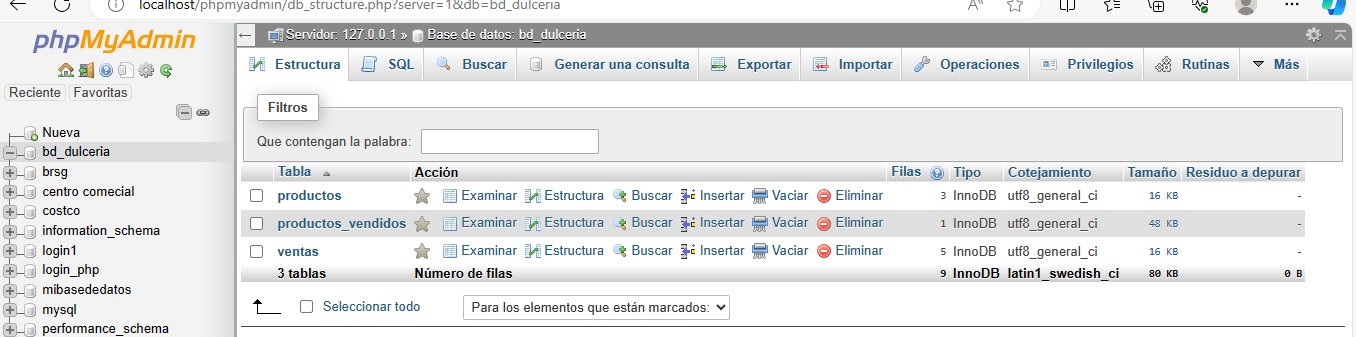 localhost/phpmyadmin/db_structure.php?server=1&db=bd_dulceria
phpMyAdmin
Reciente Favoritas
Nueva
bd_dulceria
brsg
centro comecial
costco
information_schema
login1
login_php
mibasededatos
mysql
performance_schema
Servidor: 127.0.0.1 » Base de datos: bd_dulceria
Estructura SQL Buscar Generar una consulta Exportar Importar Operaciones Privilegios Rutinas Más
Filtros
Que contengan la palabra:
Tabla Acción Filas Tipo Cotejamiento Tamaño Residuo a depurar
productos Examinar Estructura Buscar Insertar Vaciar Eliminar 3 InnoDB utf8_general_ci 16 KB -
productos_vendidos Examinar Estructura Buscar Insertar Vaciar Eliminar 1 InnoDB utf8_general_ci 48 KB -
ventas Examinar Estructura Buscar Insertar Vaciar Eliminar 5 InnoDB utf8_general_ci 16 KB -
3 tablas Número de filas 9 InnoDB latin1_swedish_ci 80 KB 0 B
Seleccionar todo Para los elementos que están marcados: